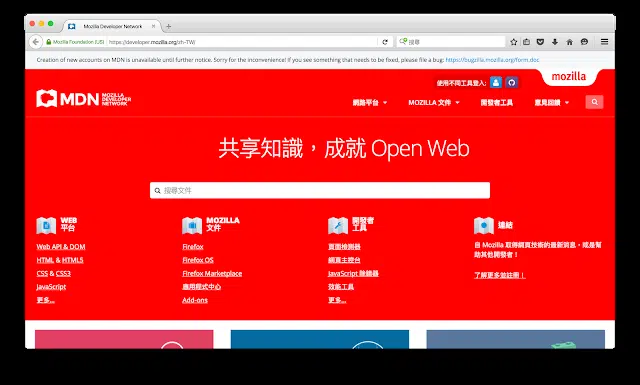 Mozilla Developer Network
Mozilla Foundation (US)
https://developer.mozilla.org/zh-TW/
搜尋
Creation of new accounts on MDN is unavailable until further notice. Sorry for the inconvenience! If you see something that needs to be fixed, please file a bug: https://bugzilla.mozilla.org/form.doc
使用不同工具登入:
mozilla
MDN MOZILLA DEVELOPER NETWORK
網路平台 MOZILLA 文件 開發者工具 意見回饋
共享知識，成就 Open Web
搜尋文件
WEB 平台
Web API & DOM
HTML & HTML5
CSS & CSS3
JavaScript
更多...
MOZILLA 文件
Firefox
Firefox OS
Firefox Marketplace
應用程式中心
Add-ons
開發者 工具
頁面檢測器
網頁主控台
JavaScript 除錯器
效能工具
更多...
連結
自 Mozilla 取得網頁技術的最新消息，或是幫
助其他開發者！
了解更多並註冊！